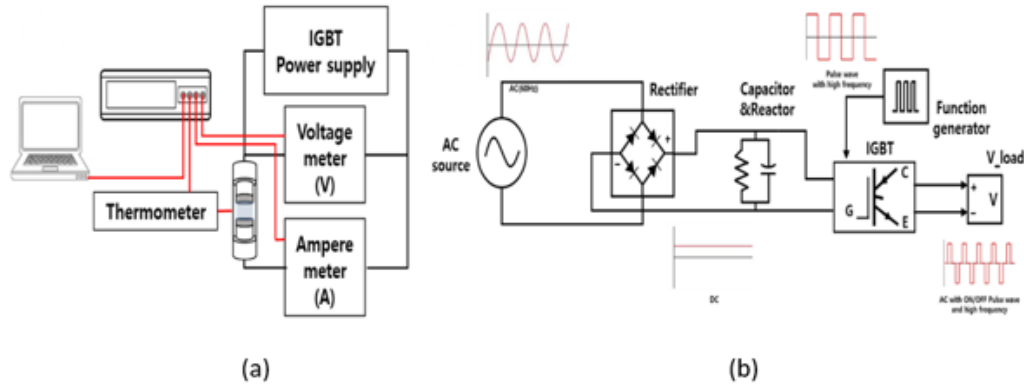 IGBT
Power supply
Voltage
meter
(V)
Thermometer
Ampere
meter
(A)
(a)
AC(60Hz)
AC
source
Rectifier
+
-
Capacitor
&Reactor
DC
Pulse wave
with high frequency
Function
generator
IGBT
C
G
E
V_load
+
V
-
AC with ON/OFF Pulse wave
and high frequency
(b)